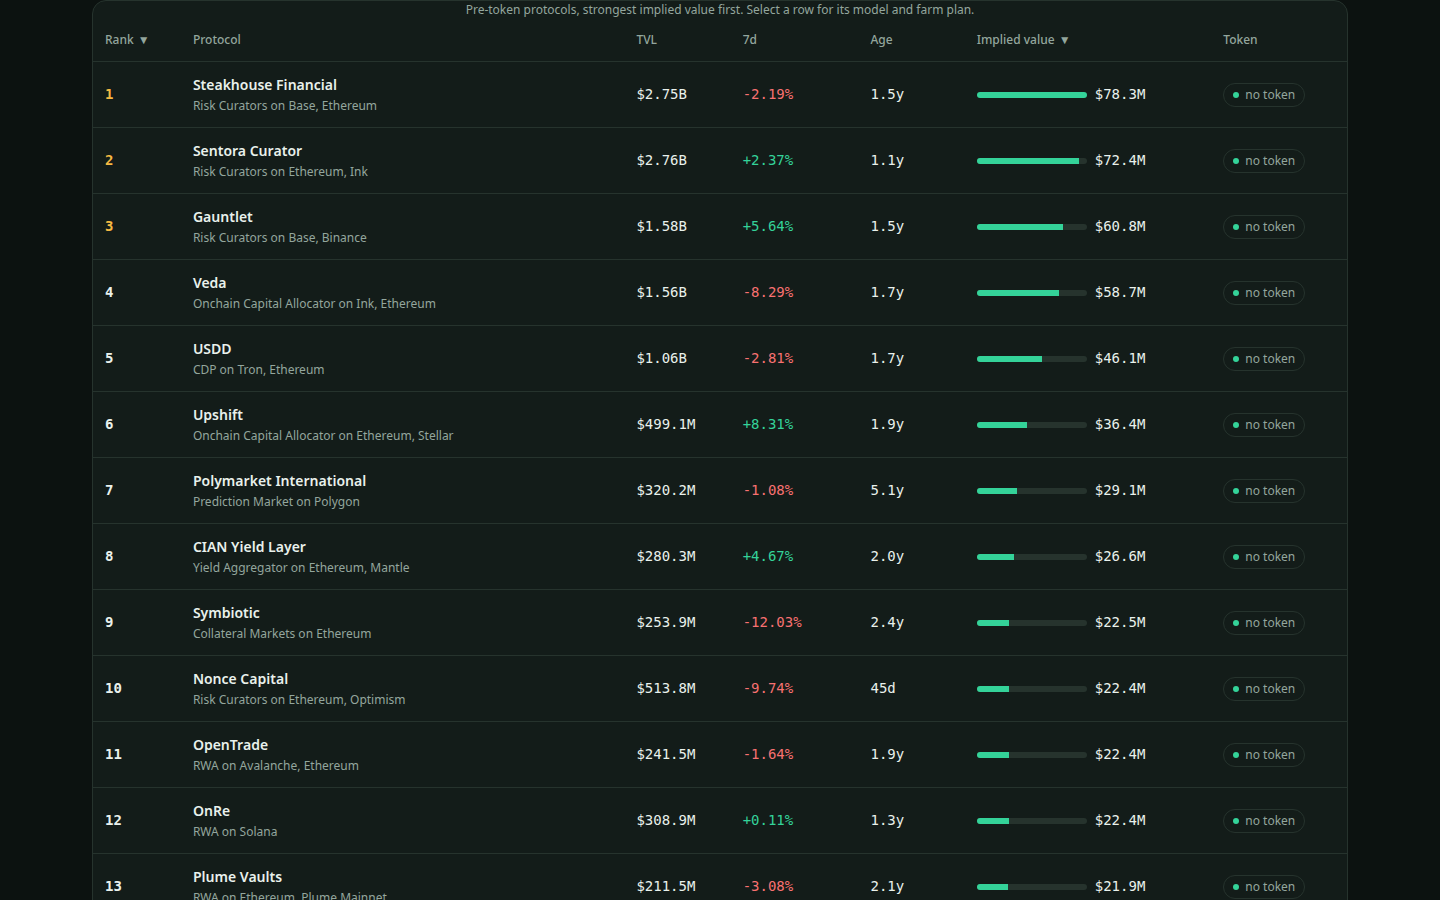 Pre-token protocols, strongest implied value first. Select a row for its model and farm plan.
Rank ▼ Protocol TVL 7d Age Implied value ▼ Token
1 Steakhouse Financial $2.75B -2.19% 1.5y $78.3M no token
Risk Curators on Base, Ethereum
2 Sentora Curator $2.76B +2.37% 1.1y $72.4M no token
Risk Curators on Ethereum, Ink
3 Gauntlet $1.58B +5.64% 1.5y $60.8M no token
Risk Curators on Base, Binance
4 Veda $1.56B -8.29% 1.7y $58.7M no token
Onchain Capital Allocator on Ink, Ethereum
5 USDD $1.06B -2.81% 1.7y $46.1M no token
CDP on Tron, Ethereum
6 Upshift $499.1M +8.31% 1.9y $36.4M no token
Onchain Capital Allocator on Ethereum, Stellar
7 Polymarket International $320.2M -1.08% 5.1y $29.1M no token
Prediction Market on Polygon
8 CIAN Yield Layer $280.3M +4.67% 2.0y $26.6M no token
Yield Aggregator on Ethereum, Mantle
9 Symbiotic $253.9M -12.03% 2.4y $22.5M no token
Collateral Markets on Ethereum
10 Nonce Capital $513.8M -9.74% 45d $22.4M no token
Risk Curators on Ethereum, Optimism
11 OpenTrade $241.5M -1.64% 1.9y $22.4M no token
RWA on Avalanche, Ethereum
12 OnRe $308.9M +0.11% 1.3y $22.4M no token
RWA on Solana
13 Plume Vaults $211.5M -3.08% 2.1y $21.9M no token
RWA on Ethereum, Plume Mainnet